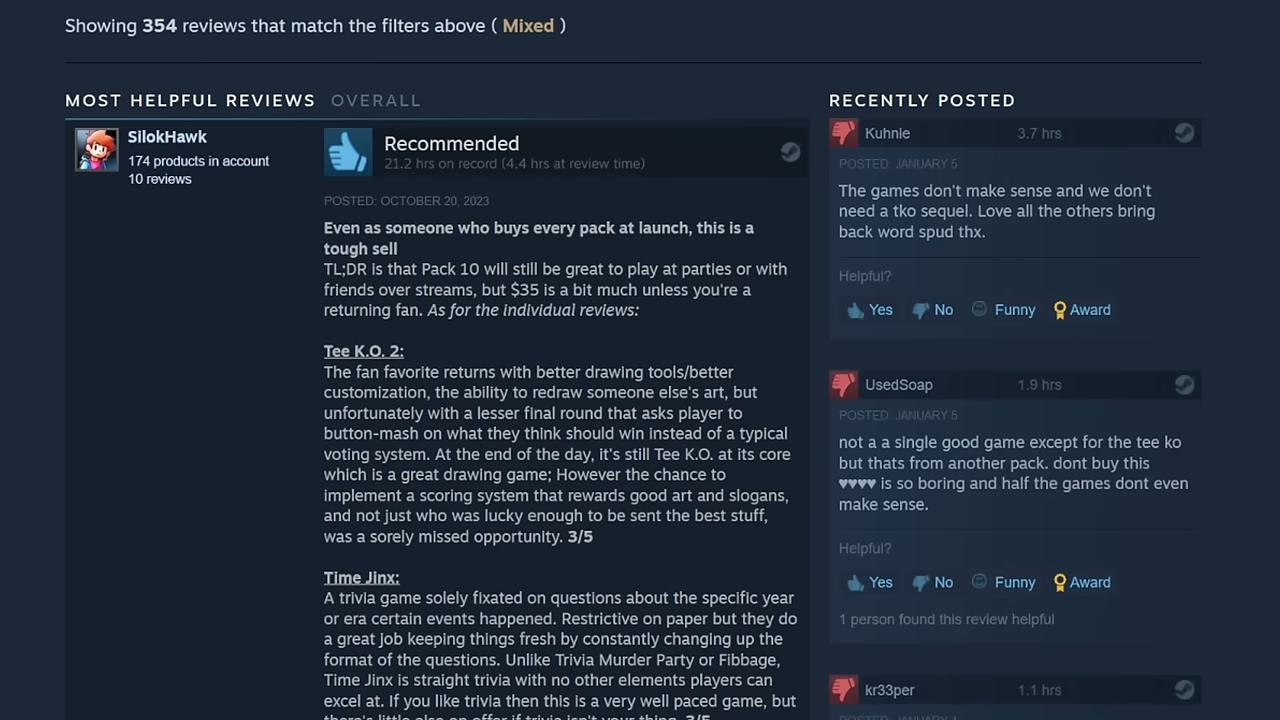 Showing 354 reviews that match the filters above ( Mixed )
MOST HELPFUL REVIEWS OVERALL
SilokHawk
174 products in account
10 reviews
Recommended
21.2 hrs on record (4.4 hrs at review time)
POSTED: OCTOBER 20, 2023
Even as someone who buys every pack at launch, this is a
tough sell
TL;DR is that Pack 10 will still be great to play at parties or with
friends over streams, but $35 is a bit much unless you're a
returning fan. As for the individual reviews:
Tee K.O. 2:
The fan favorite returns with better drawing tools/better
customization, the ability to redraw someone else's art, but
unfortunately with a lesser final round that asks player to
button-mash on what they think should win instead of a typical
voting system. At the end of the day, it's still Tee K.O. at its core
which is a great drawing game; However the chance to
implement a scoring system that rewards good art and slogans,
and not just who was lucky enough to be sent the best stuff,
was a sorely missed opportunity. 3/5
Time Jinx:
A trivia game solely fixated on questions about the specific year
or era certain events happened. Restrictive on paper but they do
a great job keeping things fresh by constantly changing up the
format of the questions. Unlike Trivia Murder Party or Fibbage,
Time Jinx is straight trivia with no other elements players can
excel at. If you like trivia then this is a very well paced game, but
there's little else on offer if trivia isn't your thing. 3/5
RECENTLY POSTED
Kuhnle 3.7 hrs
POSTED: JANUARY 5
The games don't make sense and we don't
need a tko sequel. Love all the others bring
back word spud thx.
Helpful?
Yes No Funny Award
UsedSoap 1.9 hrs
POSTED: JANUARY 5
not a a single good game except for the tee ko
but thats from another pack. dont buy this
♥♥♥♥ is so boring and half the games dont even
make sense.
Helpful?
Yes No Funny Award
1 person found this review helpful
kr33per 1.1 hrs